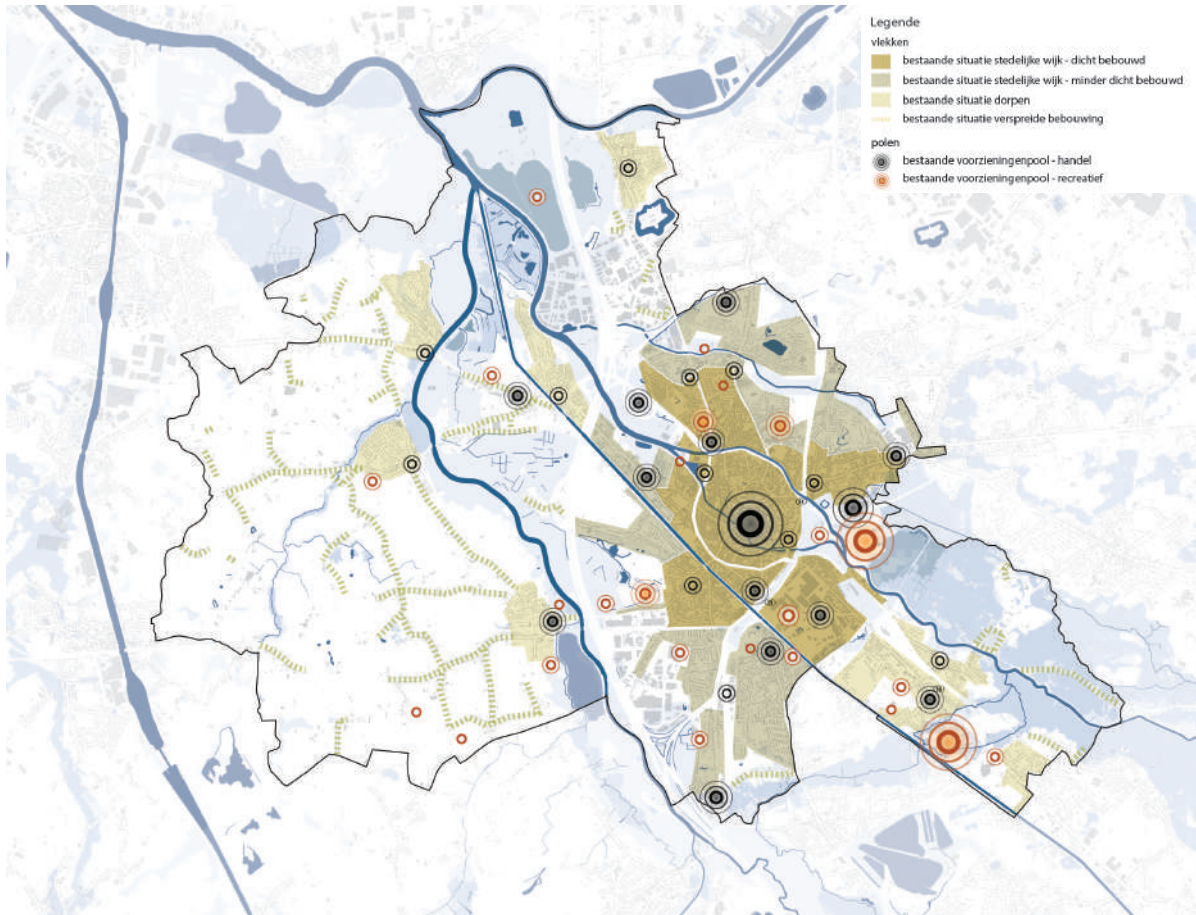 Legende
vlekken
bestaande situatie stedelijke wijk - dicht bebouwd
bestaande situatie stedelijke wijk - minder dicht bebouwd
bestaande situatie dorpen
bestaande situatie verspreide bebouwing
polen
bestaande voorzieningenpool - handel
bestaande voorzieningenpool - recreatief